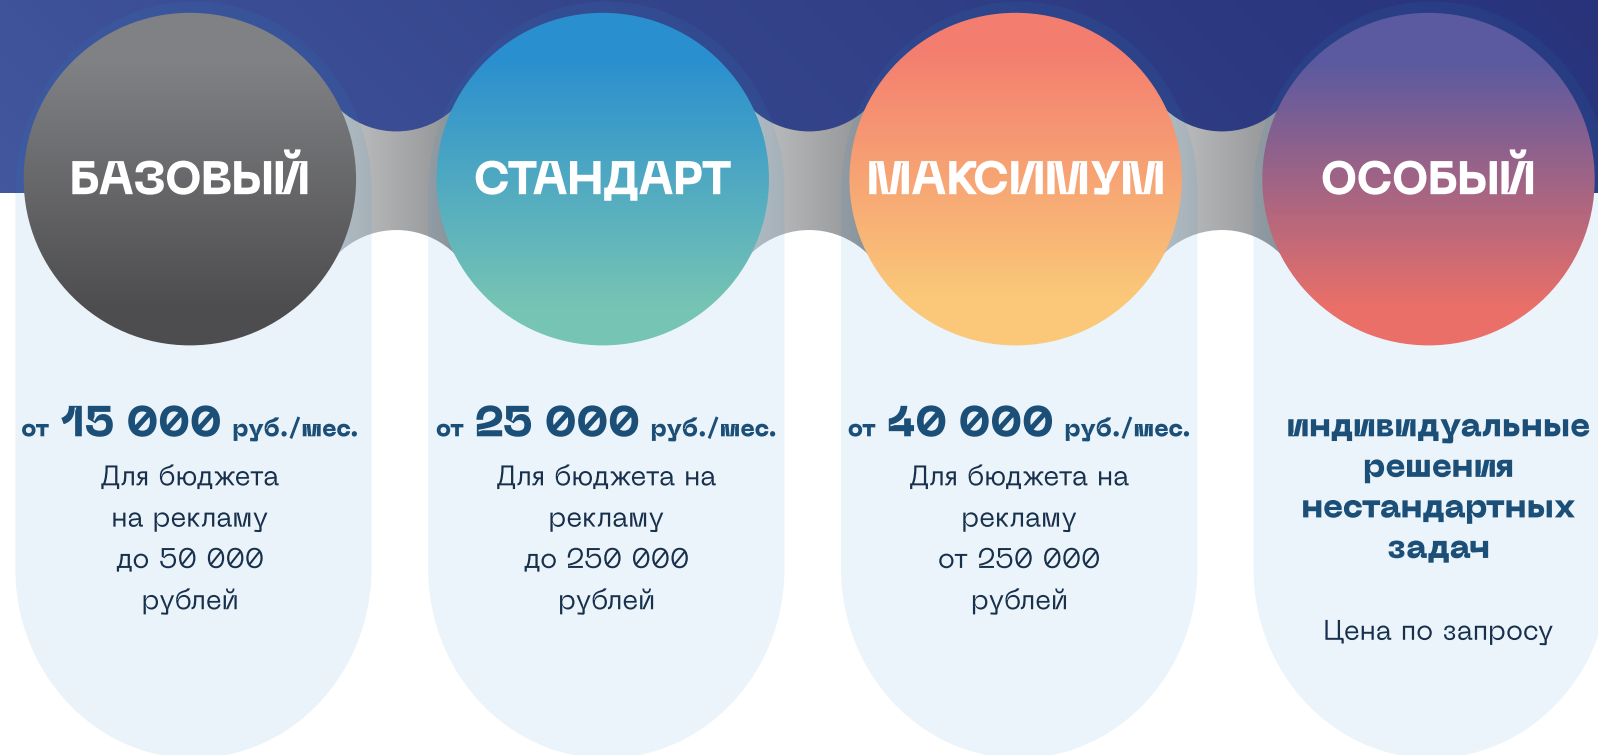 БАЗОВЫЙ
от 15 000 руб./мес.
Для бюджета
на рекламу
до 50 000
рублей
СТАНДАРТ
от 25 000 руб./мес.
Для бюджета на
рекламу
до 250 000
рублей
МАКСИМУМ
от 40 000 руб./мес.
Для бюджета на
рекламу
от 250 000
рублей
ОСОБЫЙ
индивидуальные
решения
нестандартных
задач
Цена по запросу